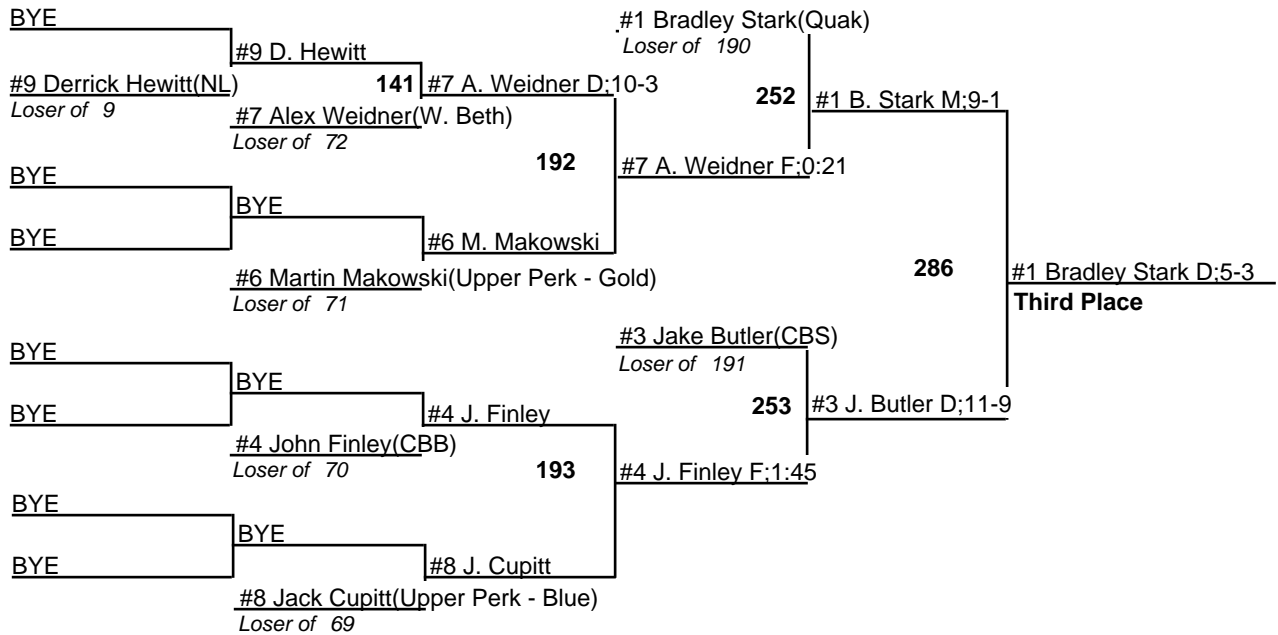 BYE
#1 Bradley Stark(Quak)
Loser of 190
#9 D. Hewitt
#9 Derrick Hewitt(NL)
Loser of 9
141
#7 A. Weidner D;10-3
252
#1 B. Stark M;9-1
#7 Alex Weidner(W. Beth)
Loser of 72
192
#7 A. Weidner F;0:21
BYE
BYE
BYE
#6 M. Makowski
286
#6 Martin Makowski(Upper Perk - Gold)
Loser of 71
#1 Bradley Stark D;5-3
Third Place
#3 Jake Butler(CBS)
Loser of 191
BYE
BYE
BYE
#4 J. Finley
253
#3 J. Butler D;11-9
#4 John Finley(CBB)
Loser of 70
193
#4 J. Finley F;1:45
BYE
BYE
BYE
#8 J. Cupitt
#8 Jack Cupitt(Upper Perk - Blue)
Loser of 69